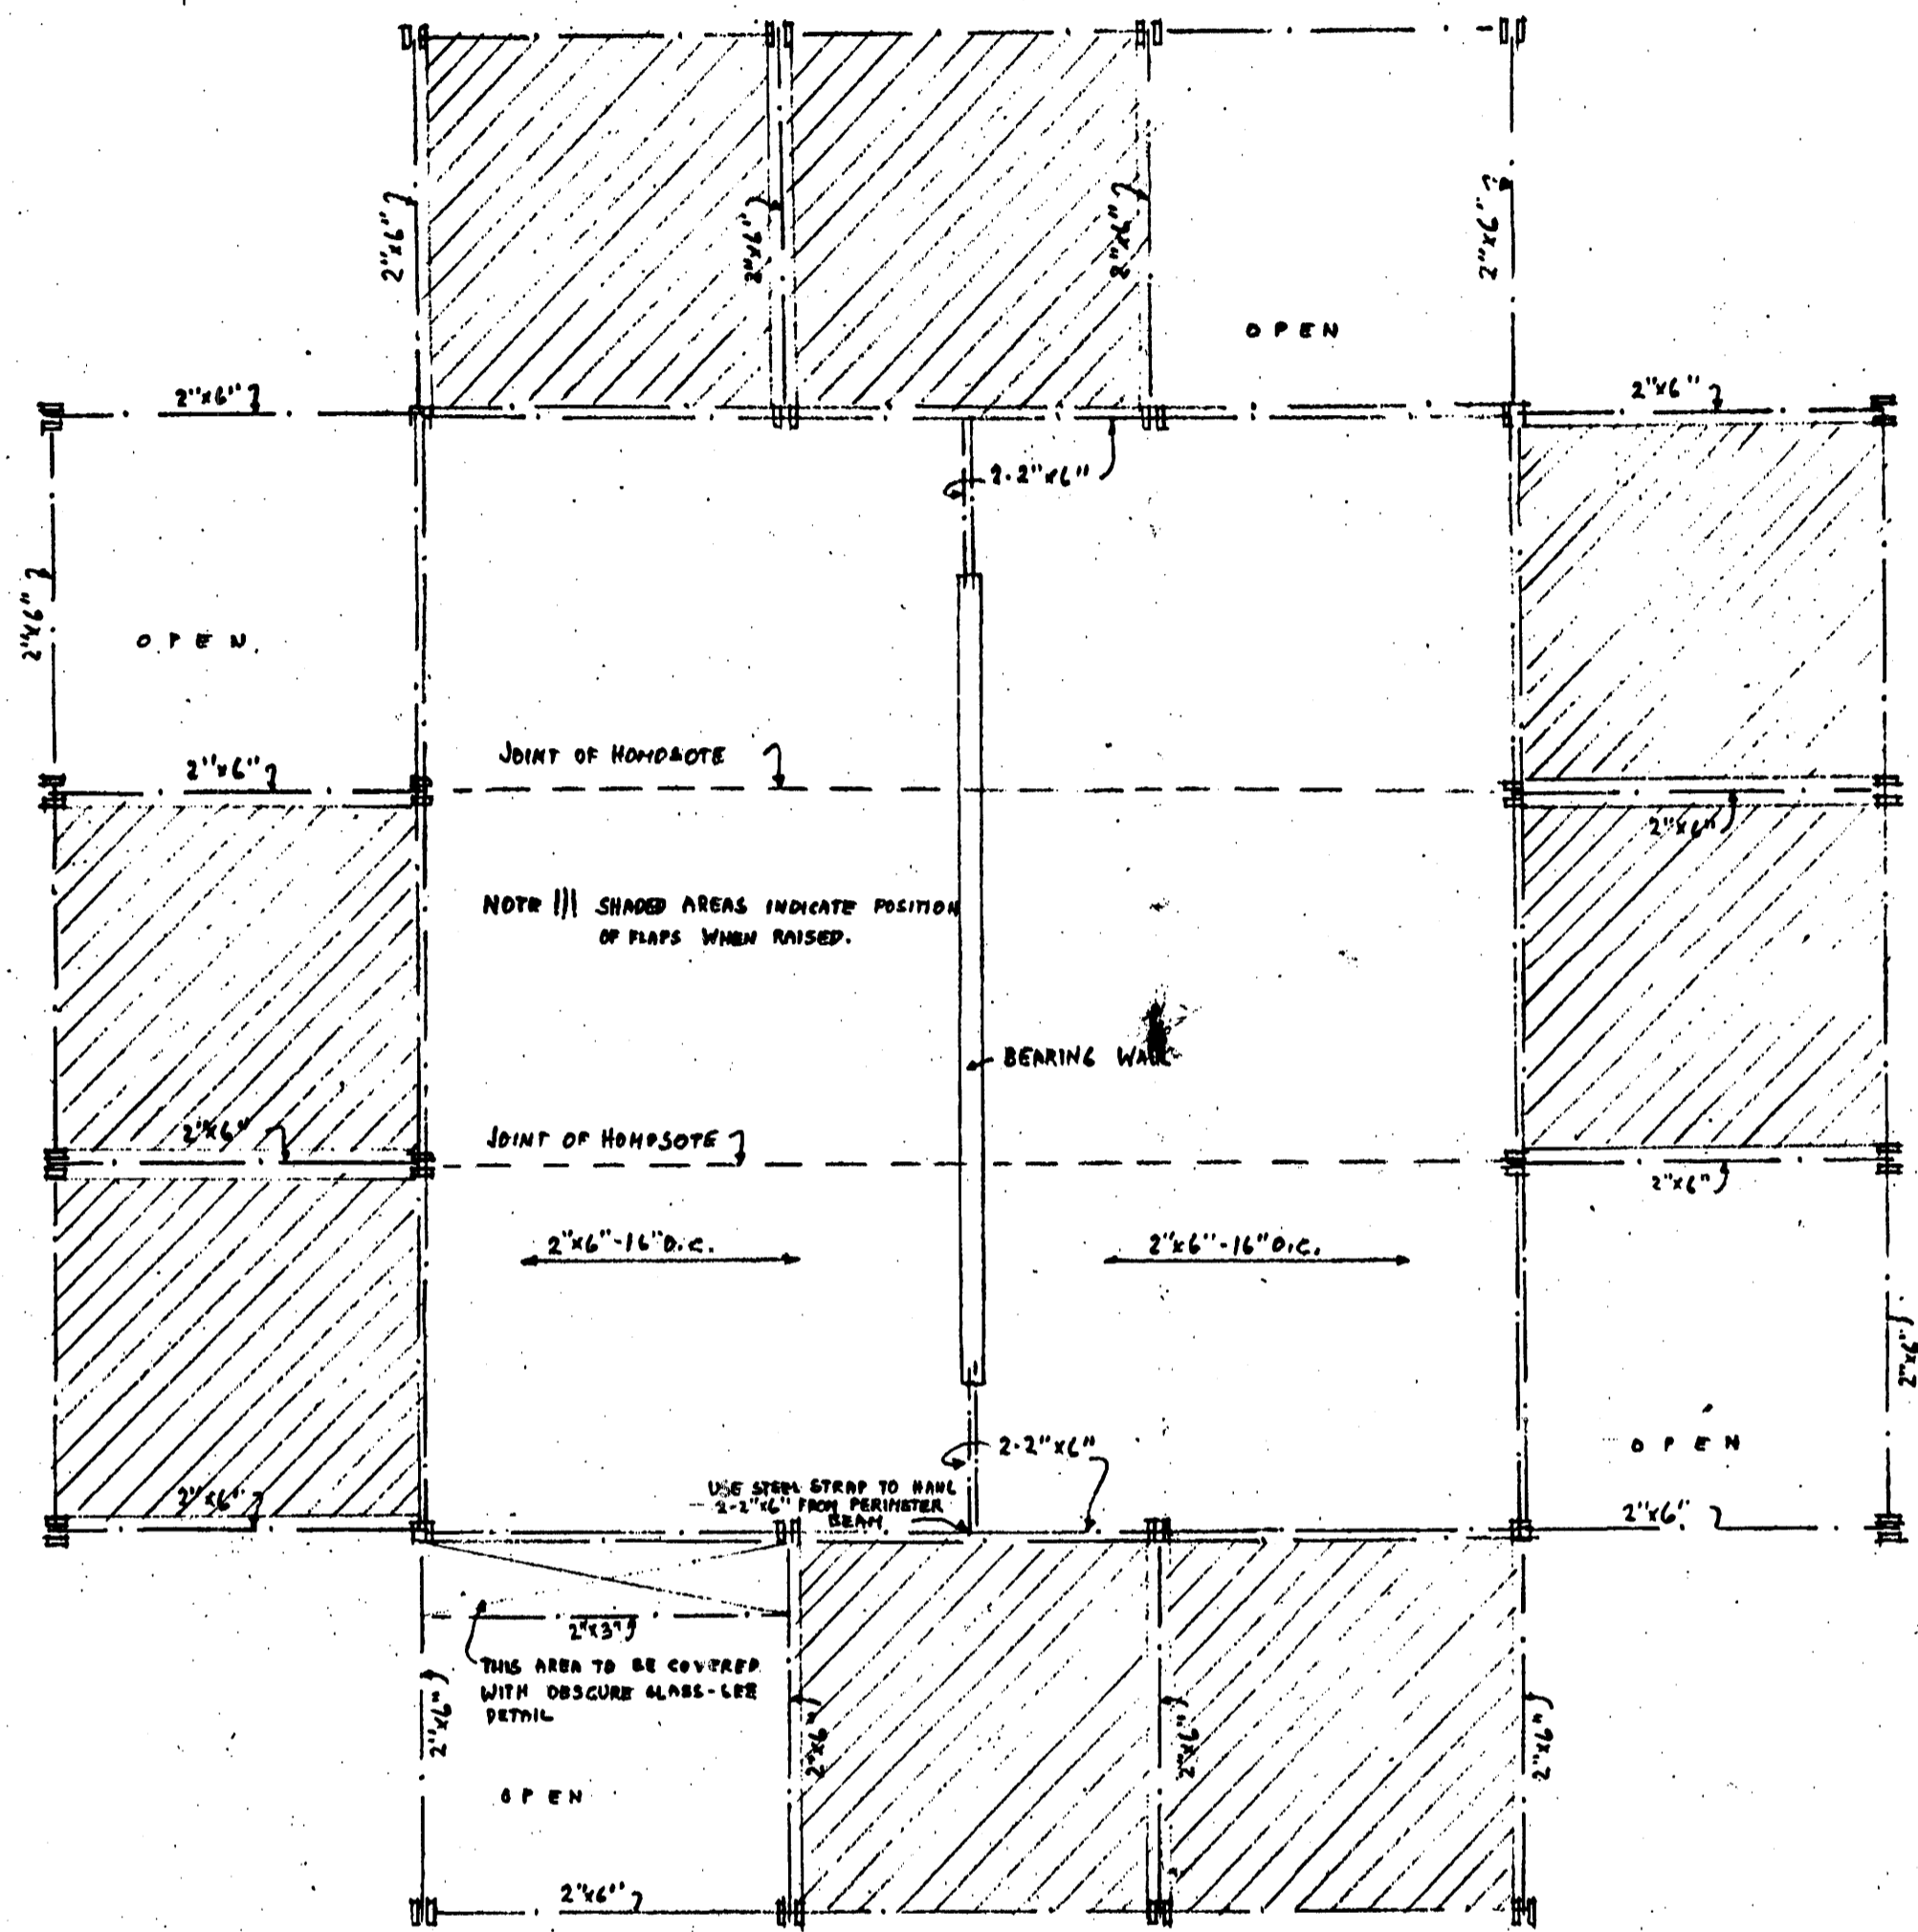 2"x6"
2"x6"
2"x6"
2"x6"
OPEN
2"x6"
2"x6"
2-2"x6"
2"x6"
OPEN
JOINT OF HOMOSOTE
2"x6"
2"x6"
NOTE !!! SHADED AREAS INDICATE POSITION
OF FLAPS WHEN RAISED.
BEARING WALL
JOINT OF HOMOSOTE
2"x6"
2"x6"
2"x6"-16"O.C.
2"x6"-16"O.C.
2"x6"
2-2"x6"
OPEN
USE STEEL STRAP TO HANG
2-2"x6" FROM PERIMETER
BEAM
2"x6"
2"x6"
2"x3"
THIS AREA TO BE COVERED
WITH OBSCURE GLASS-SEE
DETAIL
2"x6"
2"x6"
2"x6"
2"x6"
OPEN
2"x6"